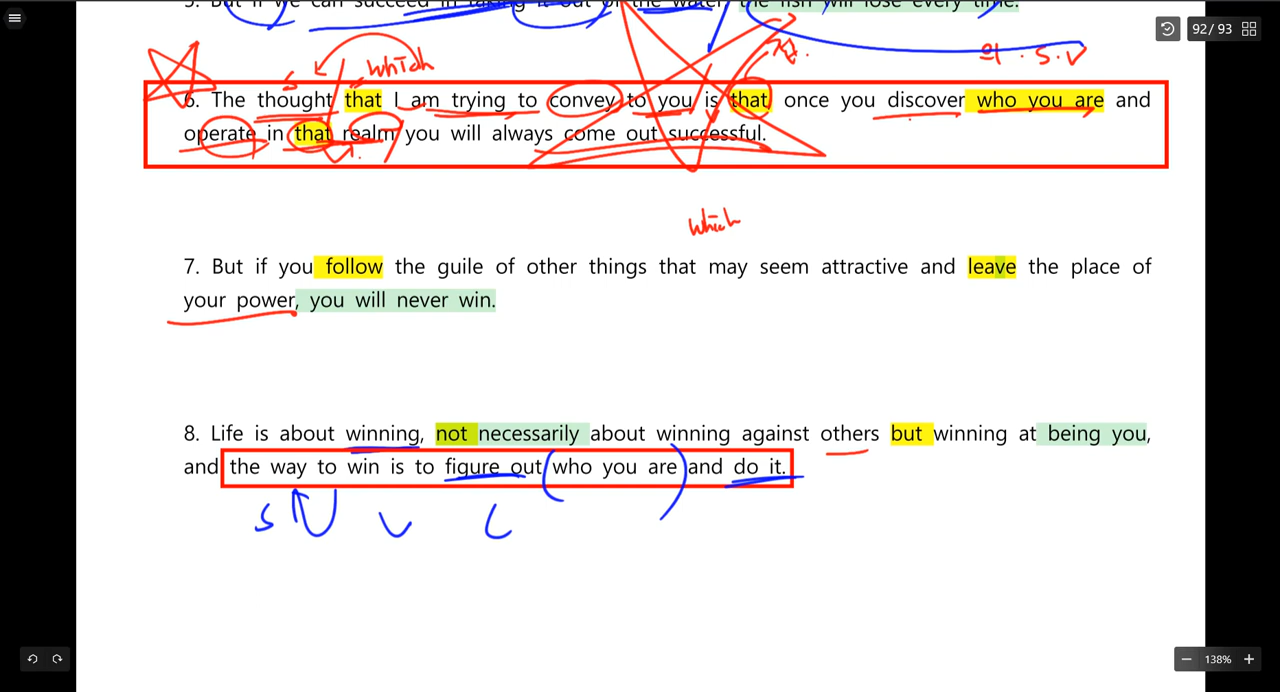 5. But if we can succeed in taking it out of the water, the fish will lose every time.
92/ 93
which
S
접.
의 . S. V
6. The thought that I am trying to convey to you is that once you discover who you are and
operate in that realm you will always come out successful.
which
7. But if you follow the guile of other things that may seem attractive and leave the place of
your power, you will never win.
8. Life is about winning, not necessarily about winning against others but winning at being you,
and the way to win is to figure out who you are and do it.
S V C
138%